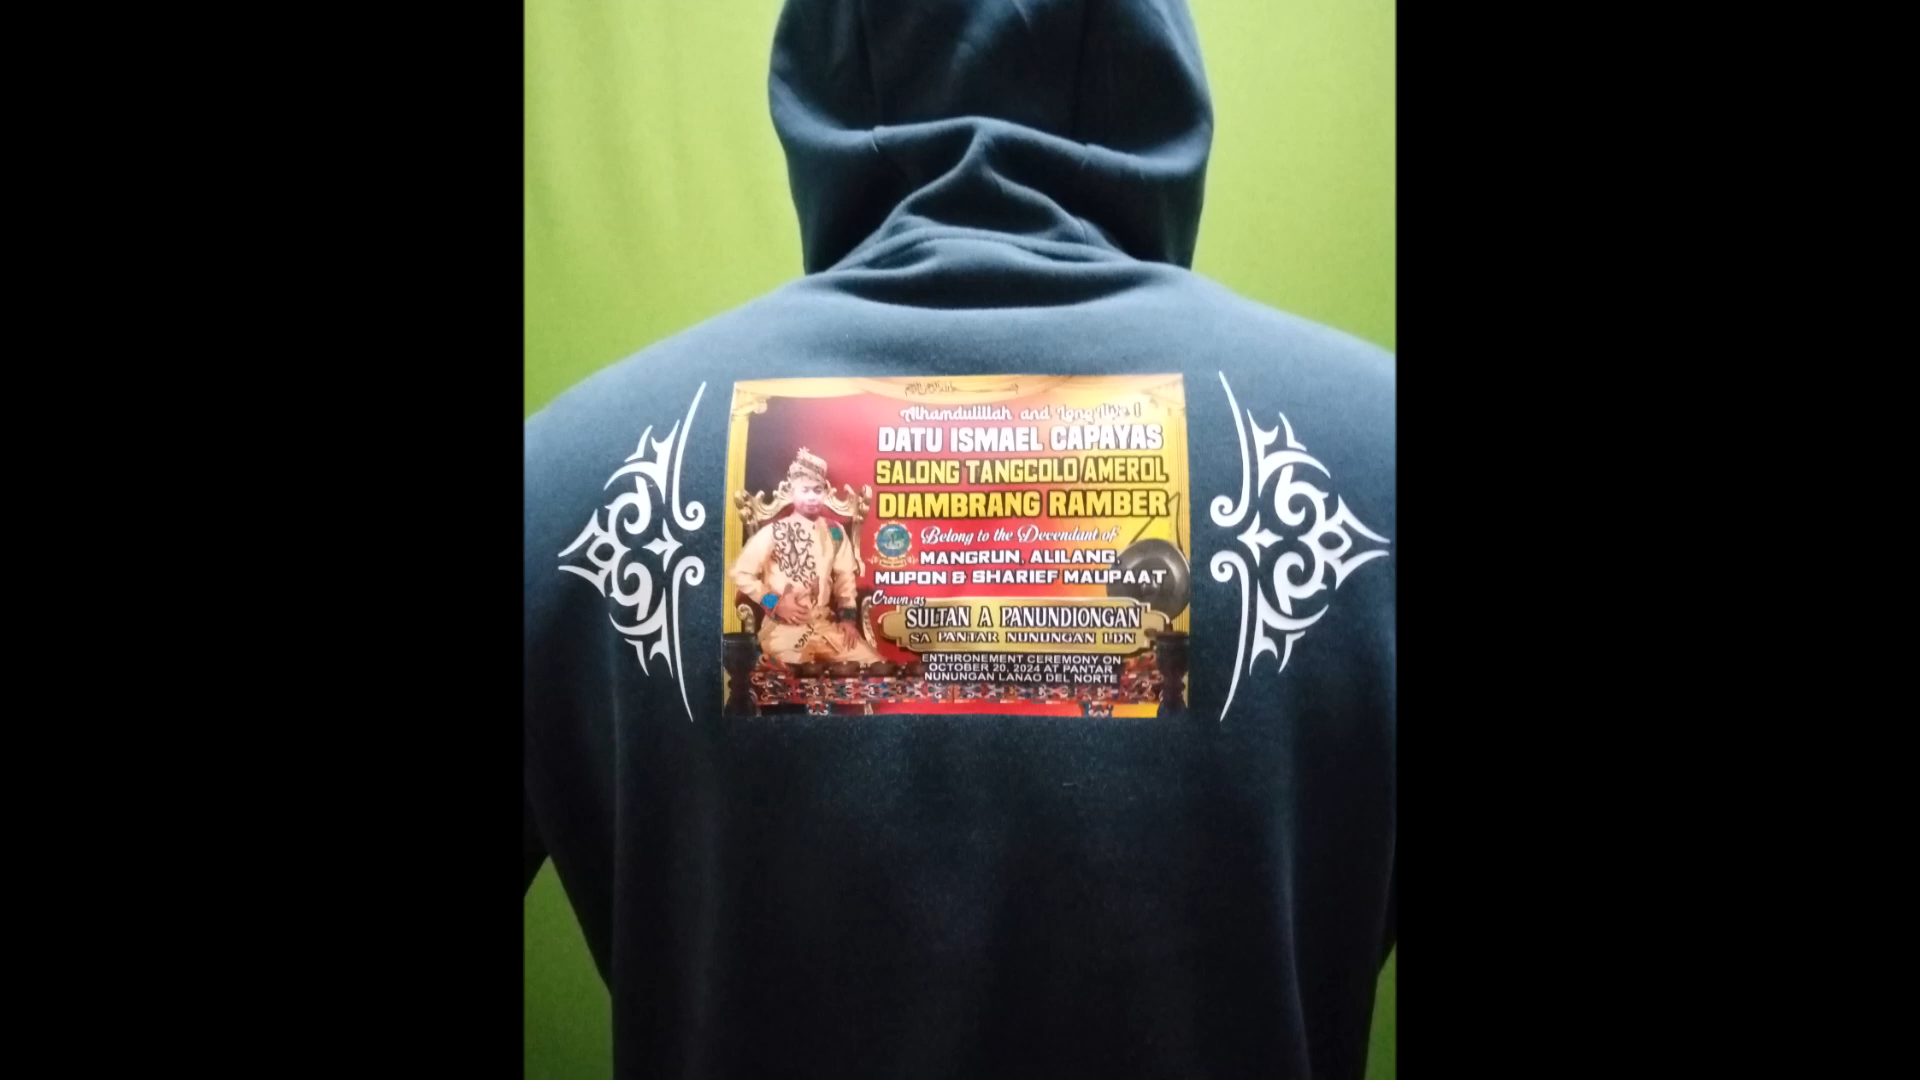 Alhamdulillah and Long live !
DATU ISMAEL CAPAYAS
SALONG TANGCOLO AMEROL
DIAMBRANG RAMBER
Belong to the Decendant of
MANGRUN, ALILANG,
MUPON & SHARIEF MAUPAAT
Crown as
SULTAN A PANUNDIONGAN
SA PANTAR NUNUNGAN LDN
ENTHRONEMENT CEREMONY ON
OCTOBER 20, 2024 AT PANTAR
NUNUNGAN LANAO DEL NORTE